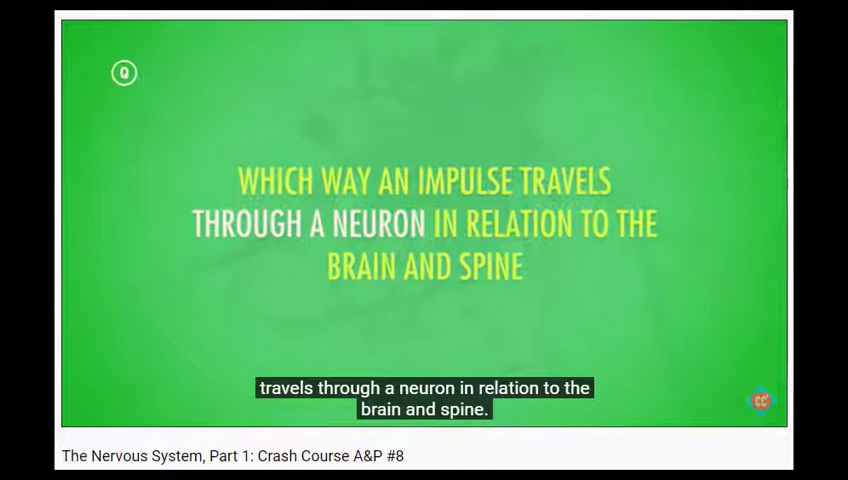 Q
WHICH WAY AN IMPULSE TRAVELS
THROUGH A NEURON IN RELATION TO THE
BRAIN AND SPINE
travels through a neuron in relation to the
brain and spine.
CC
The Nervous System, Part 1: Crash Course A&P #8